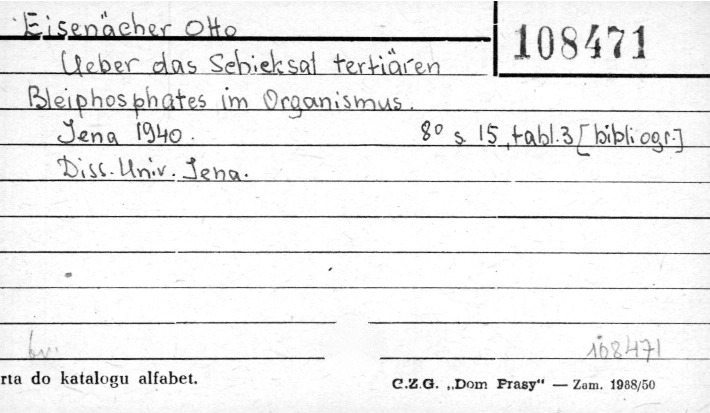 Eisenächer Otto
108471
Ueber das Schicksal tertiären
Bleiphosphates im Organismus.
Jena 1940. 8° s. 15, tabl. 3 [bibliogr.]
Diss. Univ. Jena.
108471
rta do katalogu alfabet.
C.Z.G. „Dom Prasy" — Zam. 1988/50